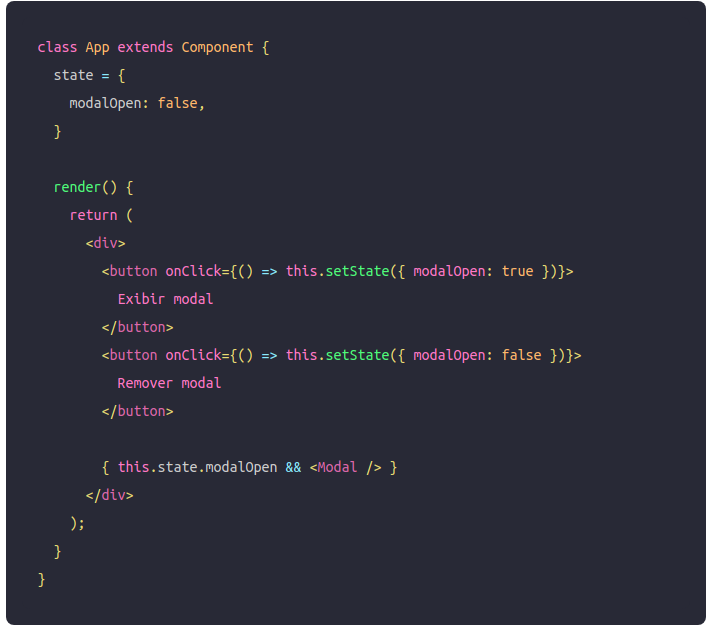 class App extends Component {
  state = {
    modalOpen: false,
  }
  render() {
    return (
      <div>
        <button onClick={() => this.setState({ modalOpen: true })}>
          Exibir modal
        </button>
        <button onClick={() => this.setState({ modalOpen: false })}>
          Remover modal
        </button>
        { this.state.modalOpen && <Modal /> }
      </div>
    );
  }
}